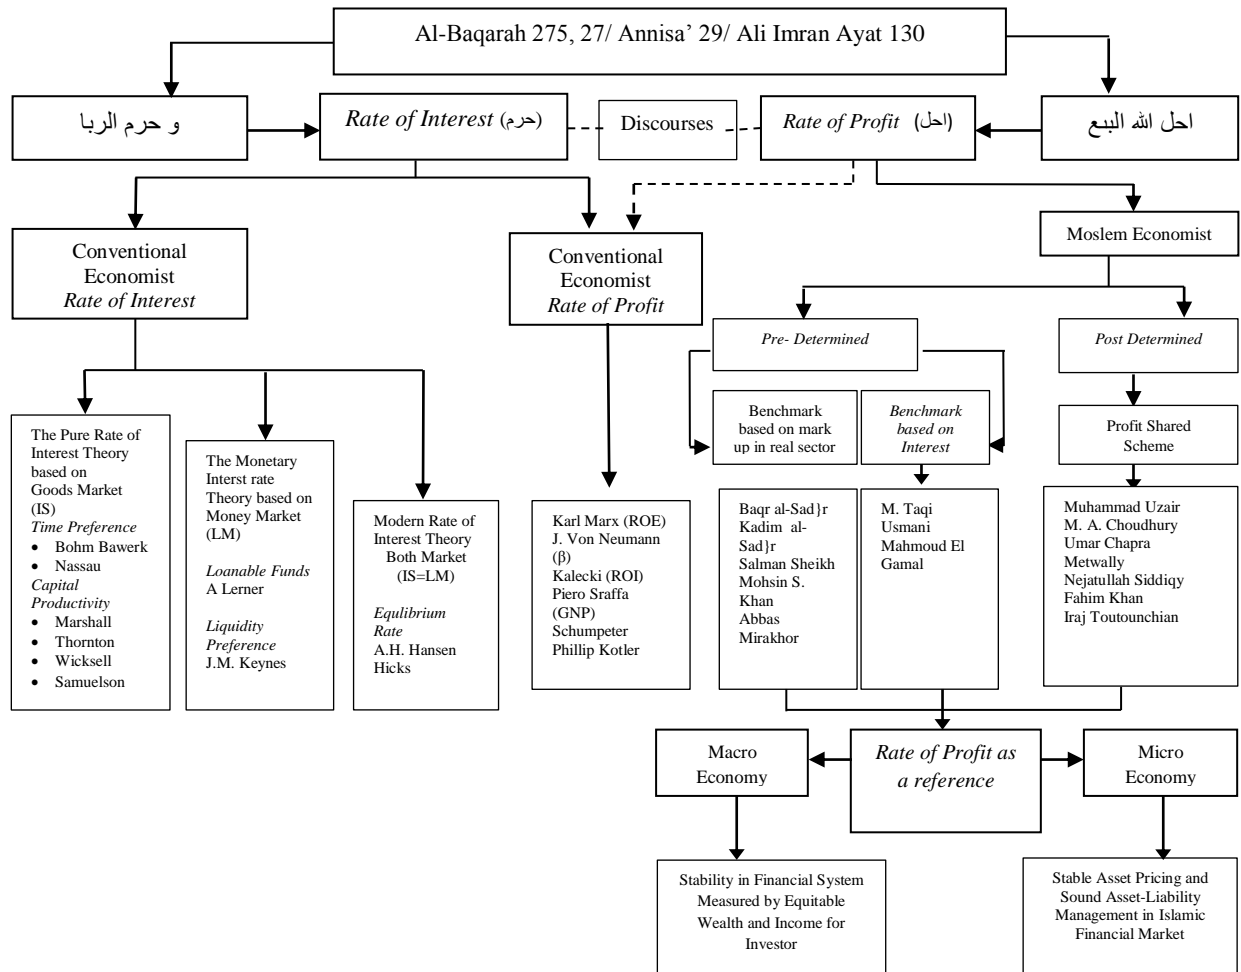 Al-Baqarah 275, 27/ Annisa’ 29/ Ali Imran Ayat 130
و حرم الربا
Rate of Interest (حرم)
Discourses
Rate of Profit (احل)
احل الله البيع
Conventional
Economist
Rate of Interest
Conventional
Economist
Rate of Profit
Moslem Economist
Pre- Determined
Post Determined
Benchmark
based on mark
up in real sector
Benchmark
based on
Interest
Profit Shared
Scheme
The Pure Rate of
Interest Theory
based on
Goods Market
(IS)
Time Preference
• Bohm Bawerk
• Nassau
Capital
Productivity
• Marshall
• Thornton
• Wicksell
• Samuelson
The Monetary
Interst rate
Theory based on
Money Market
(LM)
Loanable Funds
A Lerner
Liquidity
Preference
J.M. Keynes
Modern Rate of
Interest Theory
Both Market
(IS=LM)
Equlibrium
Rate
A.H. Hansen
Hicks
Karl Marx (ROE)
J. Von Neumann
(β)
Kalecki (ROI)
Piero Sraffa
(GNP)
Schumpeter
Phillip Kotler
Baqr al-Sad}r
Kadim al-
Sad}r
Salman Sheikh
Mohsin S.
Khan
Abbas
Mirakhor
M. Taqi
Usmani
Mahmoud El
Gamal
Muhammad Uzair
M. A. Choudhury
Umar Chapra
Metwally
Nejatullah Siddiqy
Fahim Khan
Iraj Toutounchian
Macro
Economy
Rate of Profit as
a reference
Micro
Economy
Stability in Financial System
Measured by Equitable
Wealth and Income for
Investor
Stable Asset Pricing and
Sound Asset-Liability
Management in Islamic
Financial Market